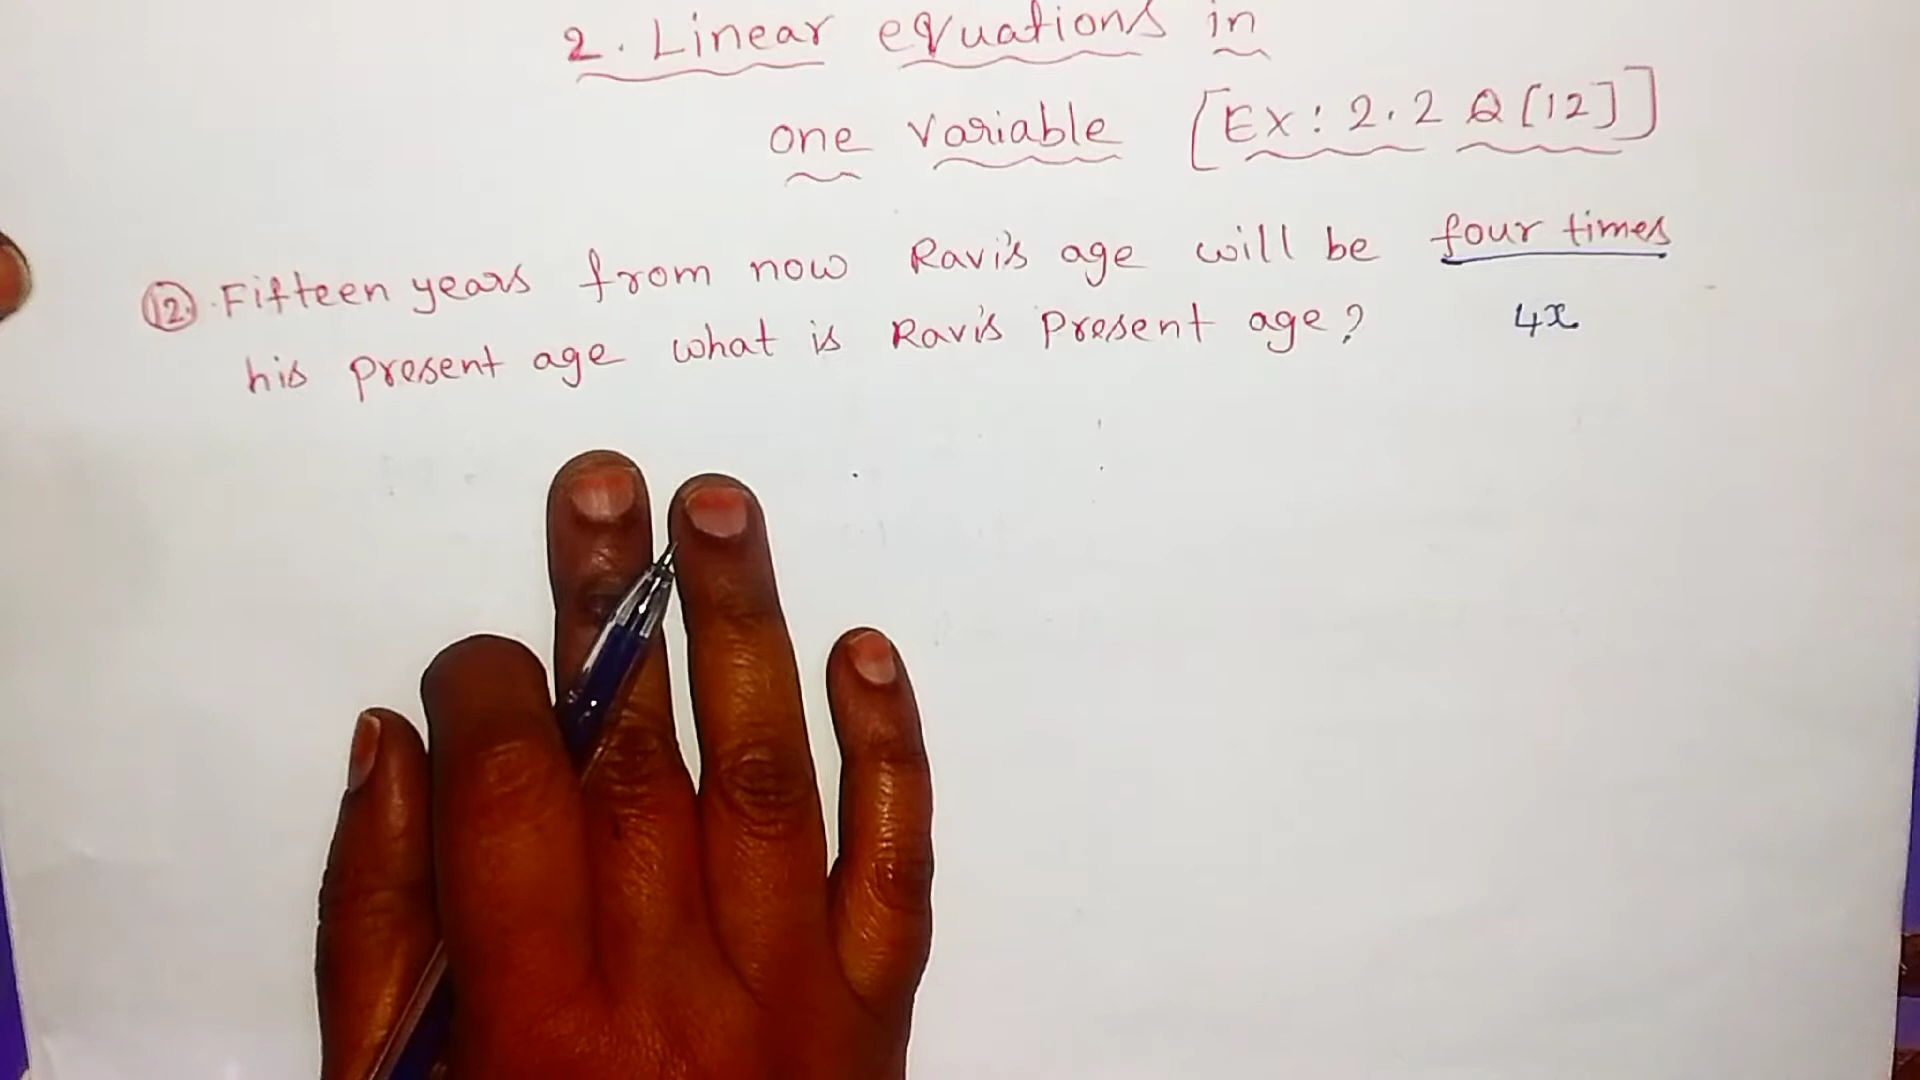 2. Linear equations in
one variable [EX: 2.2 Q[12]]
12. Fifteen years from now Ravi's age will be four times
his present age what is Ravi's present age? 4x